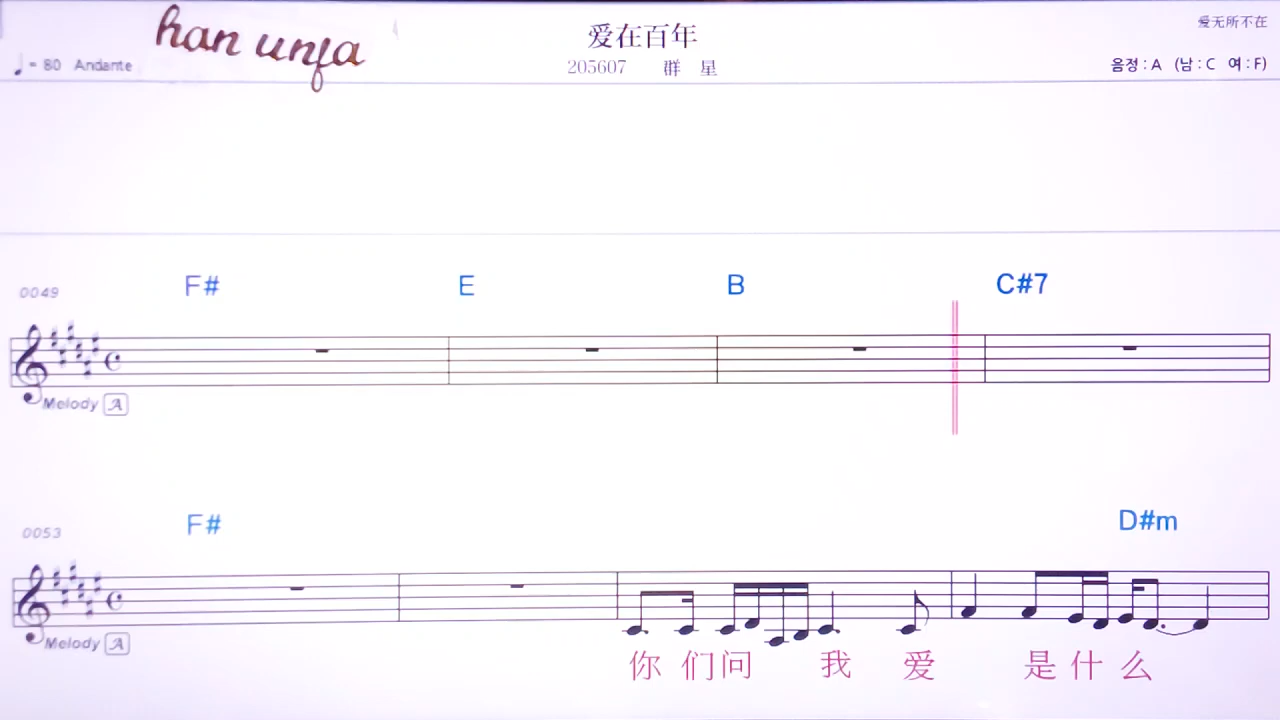 han unfa
爱在百年
爱无所不在
♩ = 80 Andante
205607 群 星
음정 : A (남 : C 여 : F)
0049
F# E B C#7
Melody A
0053
F# D#m
Melody A
你 们 问 我 爱 是 什 么